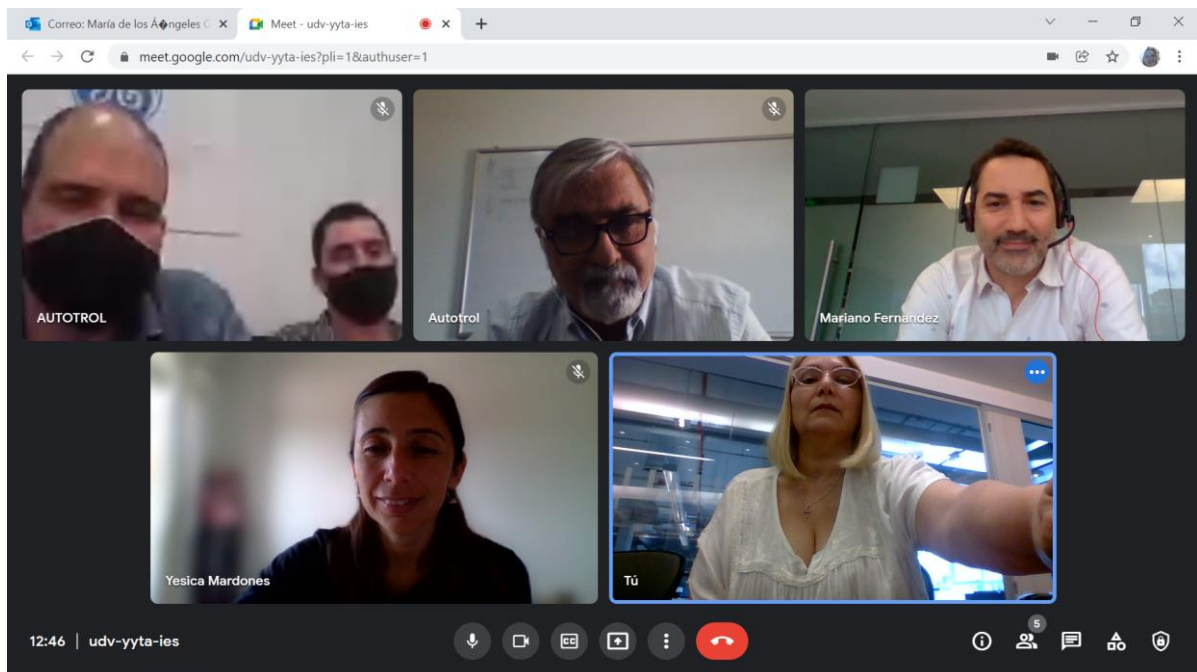 Correo: María de los Á�ngeles G
Meet - udv-yyta-ies
meet.google.com/udv-yyta-ies?pli=1&authuser=1
AUTOTROL
Autotrol
Mariano Fernandez
Yesica Mardones
Tú
12:46 | udv-yyta-ies
CC
5